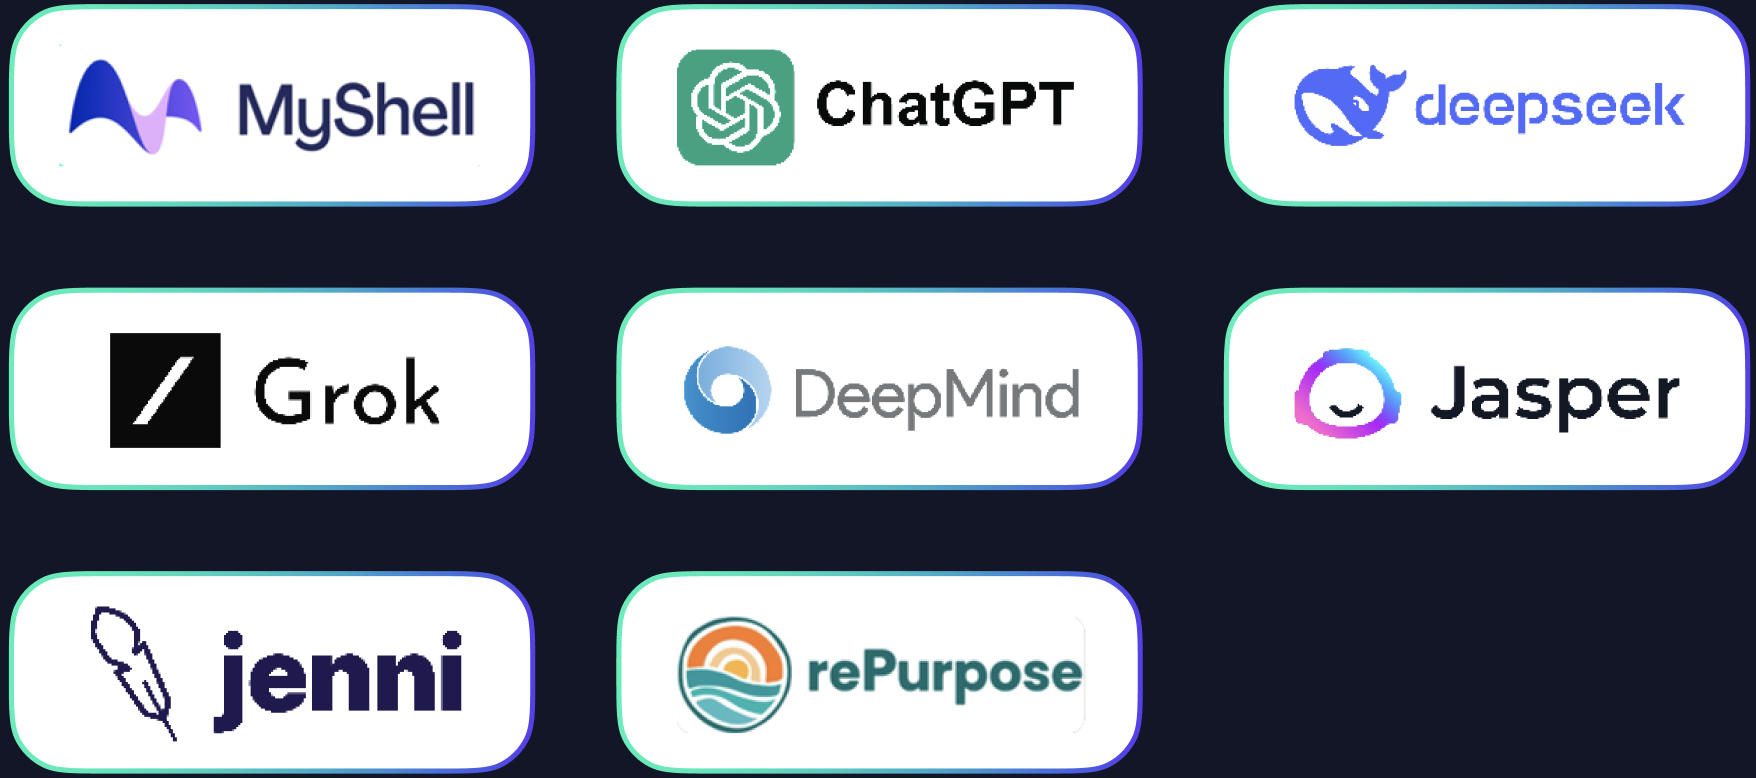 MyShell
ChatGPT
deepseek
Grok
DeepMind
Jasper
jenni
rePurpose